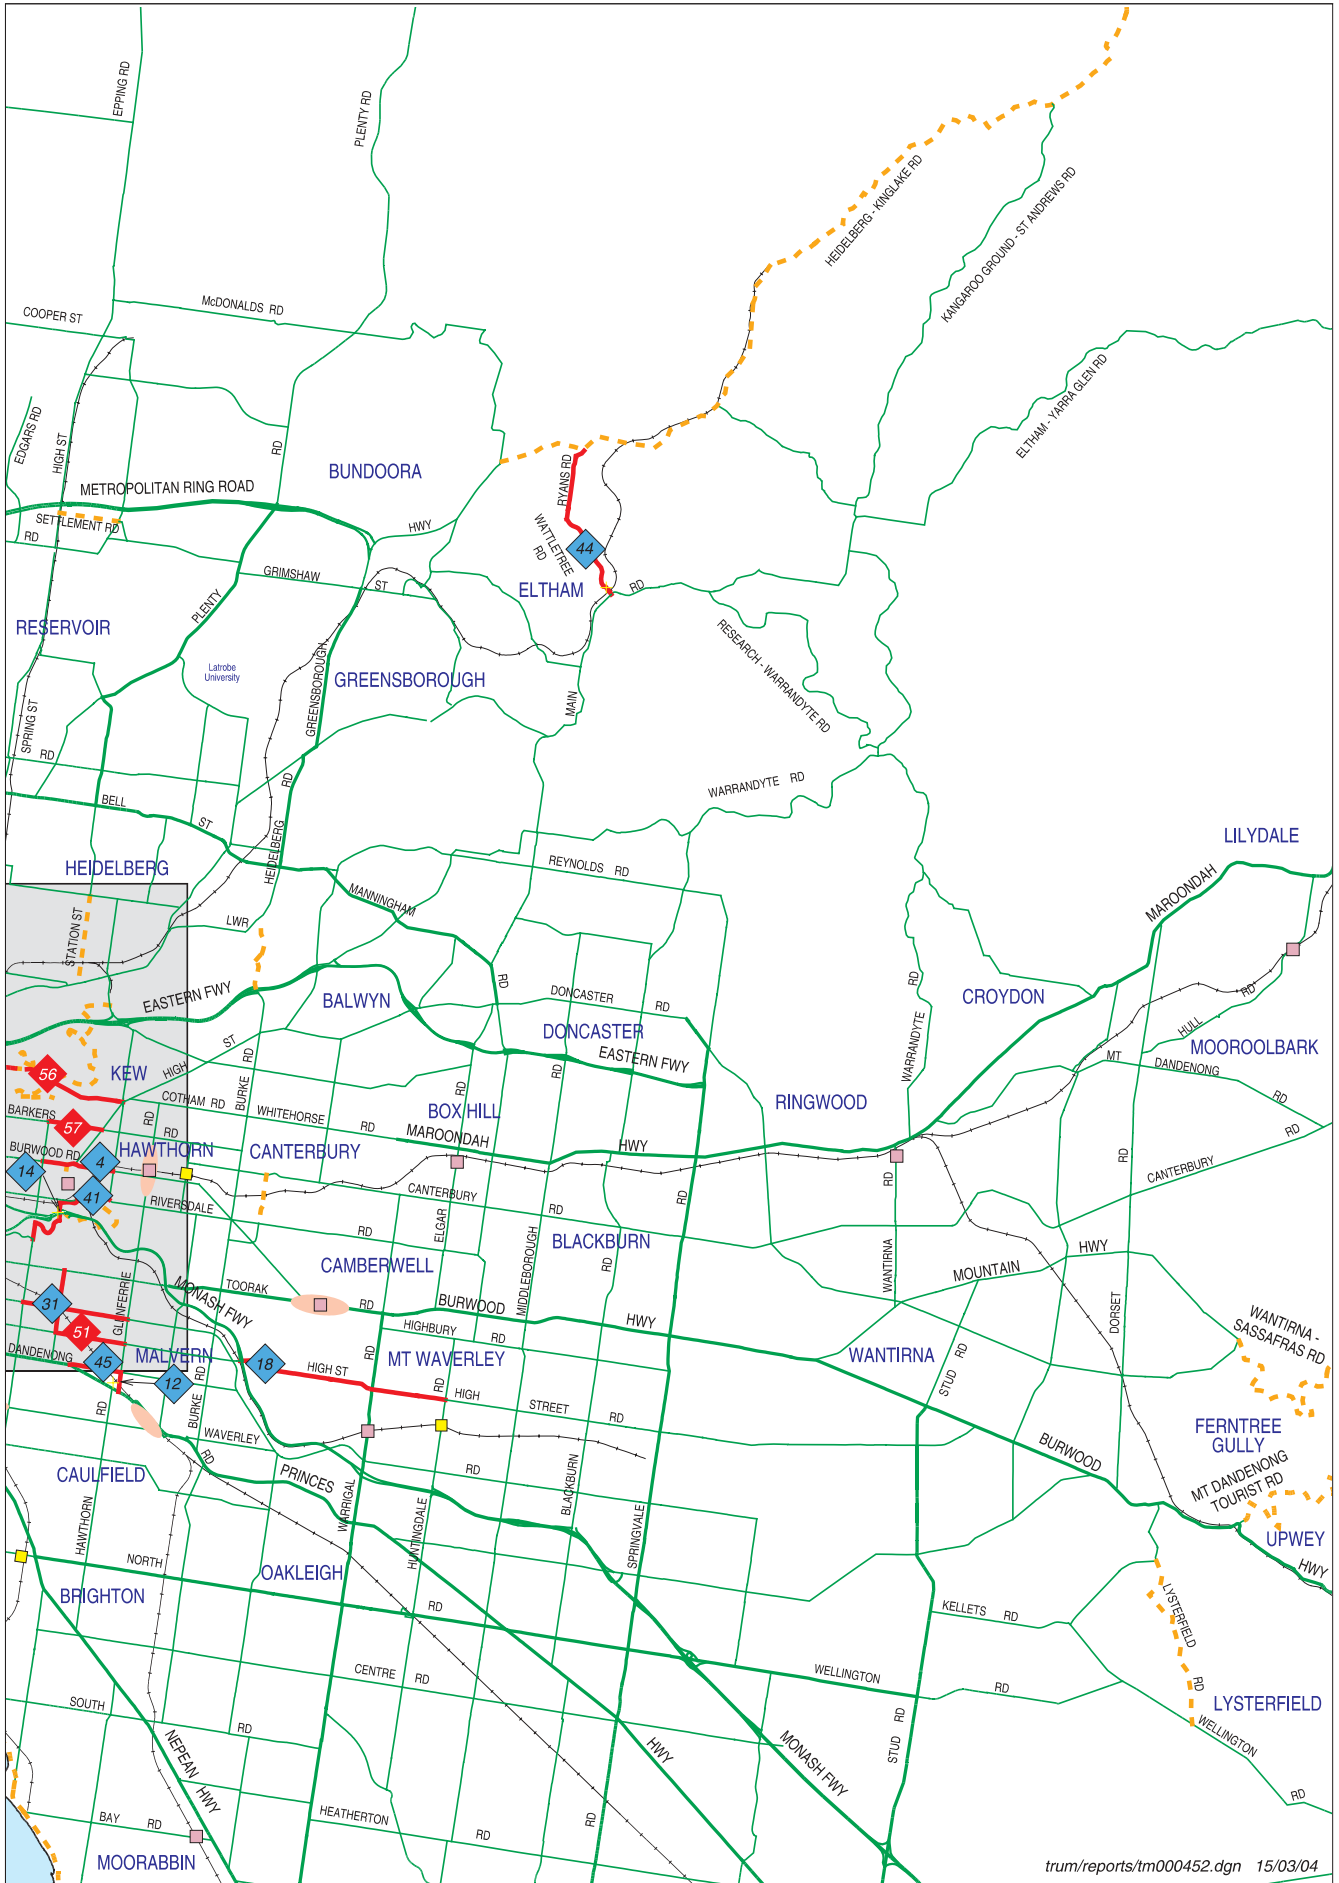 EPPING RD
PLENTY RD
HEIDELBERG - KINGLAKE RD
KANGAROO GROUND - ST ANDREWS RD
COOPER ST
McDONALDS RD
ELTHAM - YARRA GLEN RD
EDGARS RD
HIGH ST
RD
BUNDOORA
METROPOLITAN RING ROAD
RYANS RD
SETTLEMENT RD
RD
HWY
WATTLETREE
RD
44
GRIMSHAW
ST
ELTHAM
RD
PLENTY
RESERVOIR
RESEARCH - WARRANDYTE RD
Latrobe
University
GREENSBOROUGH
GREENSBOROUGH
MAIN
SPRING ST
RD
RD
WARRANDYTE RD
BELL
ST
LILYDALE
HEIDELBERG
HEIDELBERG
REYNOLDS RD
MAROONDAH
MANNINGHAM
STATION ST
LWR
EASTERN FWY
BALWYN
RD
DONCASTER
RD
RD
CROYDON
RD
DONCASTER
EASTERN FWY
HULL
MOOROOLBARK
ST
HIGH
KEW
56
BURKE
RD
RD
RD
WARRANDYTE
MT
DANDENONG
RD
COTHAM RD
BARKERS
57
RD
RD
WHITEHORSE
RD
BOX HILL
RINGWOOD
MAROONDAH
HWY
RD
BURWOOD RD
HAWTHORN
CANTERBURY
4
14
41
RIVERSDALE
CANTERBURY
RD
RD
RD
RD
CANTERBURY
RD
ELGAR
MIDDLEBOROUGH
BLACKBURN
RD
WANTIRNA
HWY
MOUNTAIN
CAMBERWELL
TOORAK
RD
BURWOOD
HWY
MONASH FWY
GLENFERRIE
31
51
HIGHBURY
RD
DORSET
WANTIRNA -
SASSAFRAS RD
DANDENONG
MALVERN
45
18
12
HIGH ST
RD
MT WAVERLEY
RD
HIGH
STREET
RD
WANTIRNA
STUD RD
RD
BURKE
RD
WAVERLEY
RD
RD
FERNTREE
GULLY
BURWOOD
CAULFIELD
PRINCES
MT DANDENONG
TOURIST RD
HAWTHORN
WARRIGAL
HUNTINGDALE
BLACKBURN
SPRINGVALE
UPWEY
HWY
NORTH
OAKLEIGH
BRIGHTON
RD
KELLETS RD
LYSTERFIELD
RD
CENTRE RD
WELLINGTON
RD
LYSTERFIELD
WELLINGTON
RD
SOUTH
RD
NEPEAN
HWY
HWY
MONASH FWY
STUD RD
BAY RD
HEATHERTON
RD
RD
MOORABBIN
trum/reports/tm000452.dgn 15/03/04